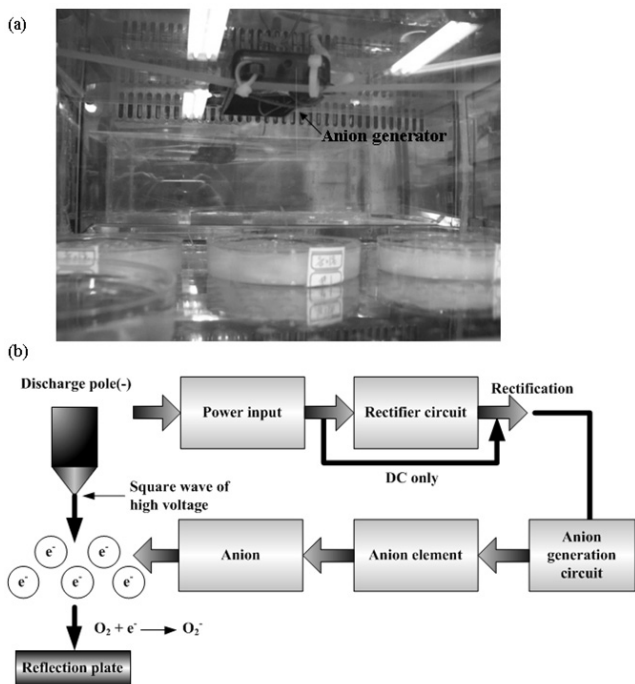 (a)
Anion generator
(b)
Discharge pole(-)
Power input
Rectifier circuit
Rectification
DC only
Square wave of
high voltage
Anion
Anion element
Anion
generation
circuit
e⁻ e⁻
e⁻ e⁻ e⁻
O₂ + e⁻ → O₂⁻
Reflection plate